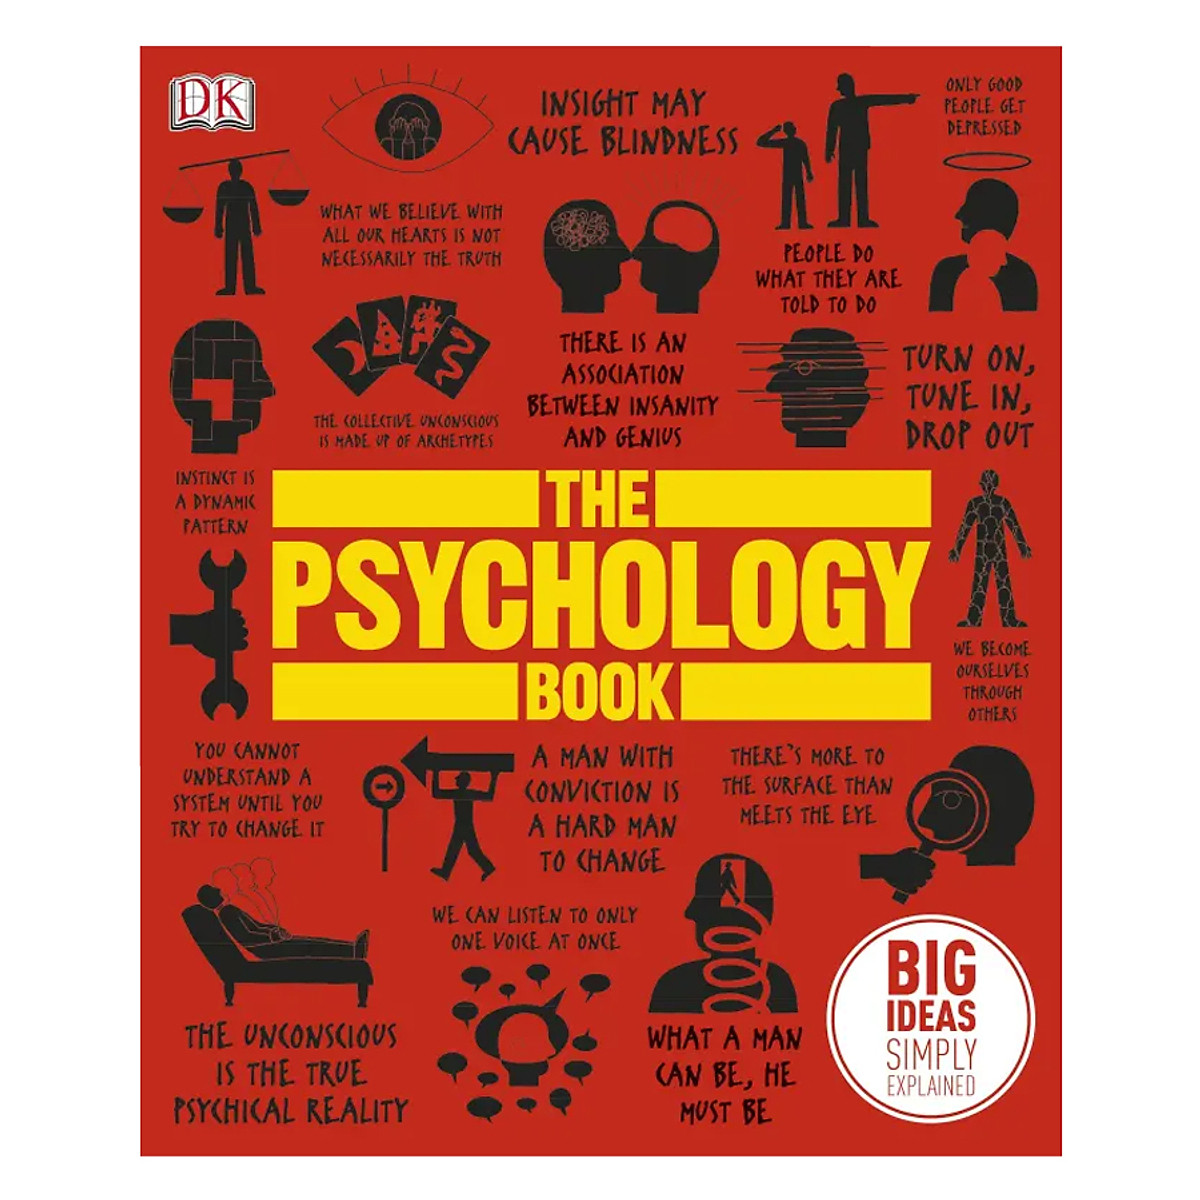 DK
INSIGHT MAY
CAUSE BLINDNESS
ONLY GOOD
PEOPLE GET
DEPRESSED
WHAT WE BELIEVE WITH
ALL OUR HEARTS IS NOT
NECESSARILY THE TRUTH
PEOPLE DO
WHAT THEY ARE
TOLD TO DO
THERE IS AN
ASSOCIATION
BETWEEN INSANITY
AND GENIUS
TURN ON,
TUNE IN,
DROP OUT
THE COLLECTIVE UNCONSCIOUS
IS MADE UP OF ARCHETYPES
INSTINCT IS
A DYNAMIC
PATTERN
THE
PSYCHOLOGY
BOOK
WE BECOME
OURSELVES
THROUGH
OTHERS
YOU CANNOT
UNDERSTAND A
SYSTEM UNTIL YOU
TRY TO CHANGE IT
A MAN WITH
CONVICTION IS
A HARD MAN
TO CHANGE
THERE'S MORE TO
THE SURFACE THAN
MEETS THE EYE
WE CAN LISTEN TO ONLY
ONE VOICE AT ONCE
THE UNCONSCIOUS
IS THE TRUE
PSYCHICAL REALITY
WHAT A MAN
CAN BE, HE
MUST BE
BIG
IDEAS
SIMPLY
EXPLAINED